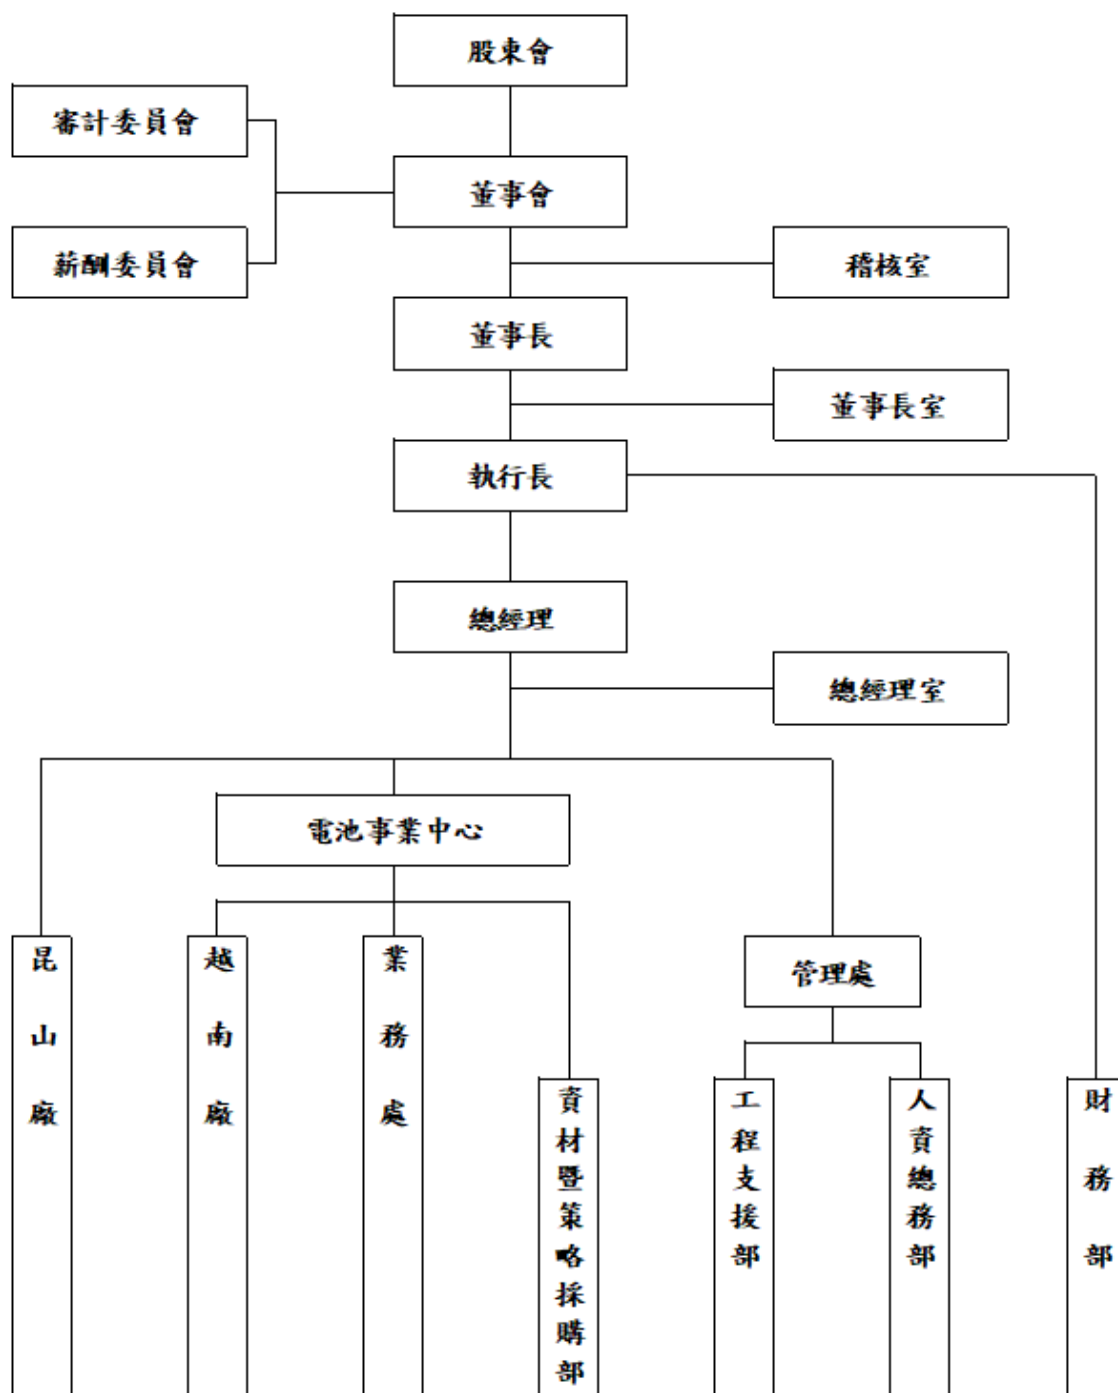 股東會
審計委員會
董事會
薪酬委員會
稽核室
董事長
董事長室
執行長
總經理
總經理室
電池事業中心
昆山廠
越南廠
業務處
管理處
資材暨策略採購部
工程支援部
人資總務部
財務部